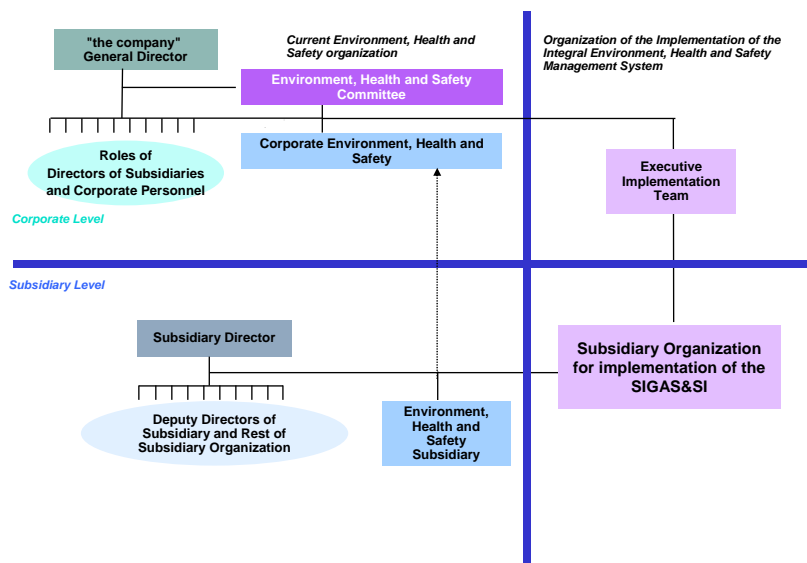 "the company"
General Director
Current Environment, Health and
Safety organization
Organization of the Implementation of the
Integral Environment, Health and Safety
Management System
Environment, Health and Safety
Committee
Corporate Environment, Health and
Safety
Roles of
Directors of Subsidiaries
and Corporate Personnel
Executive
Implementation
Team
Corporate Level
Subsidiary Level
Subsidiary Director
Subsidiary Organization
for implementation of the
SIGAS&SI
Deputy Directors of
Subsidiary and Rest of
Subsidiary Organization
Environment,
Health and
Safety
Subsidiary